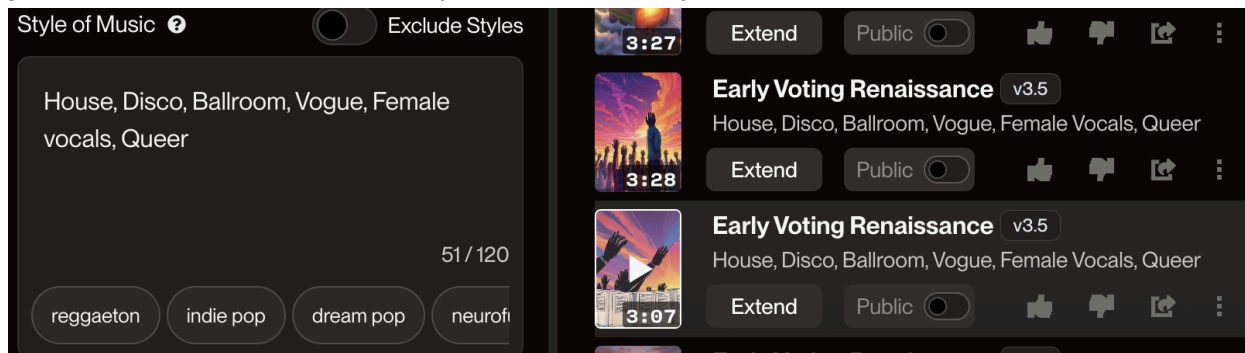 Style of Music ?
Exclude Styles
House, Disco, Ballroom, Vogue, Female
vocals, Queer
51 / 120
reggaeton
indie pop
dream pop
3:27
Extend
Public
Early Voting Renaissance v3.5
House, Disco, Ballroom, Vogue, Female Vocals, Queer
3:28
Extend
Public
Early Voting Renaissance v3.5
House, Disco, Ballroom, Vogue, Female Vocals, Queer
3:07
Extend
Public